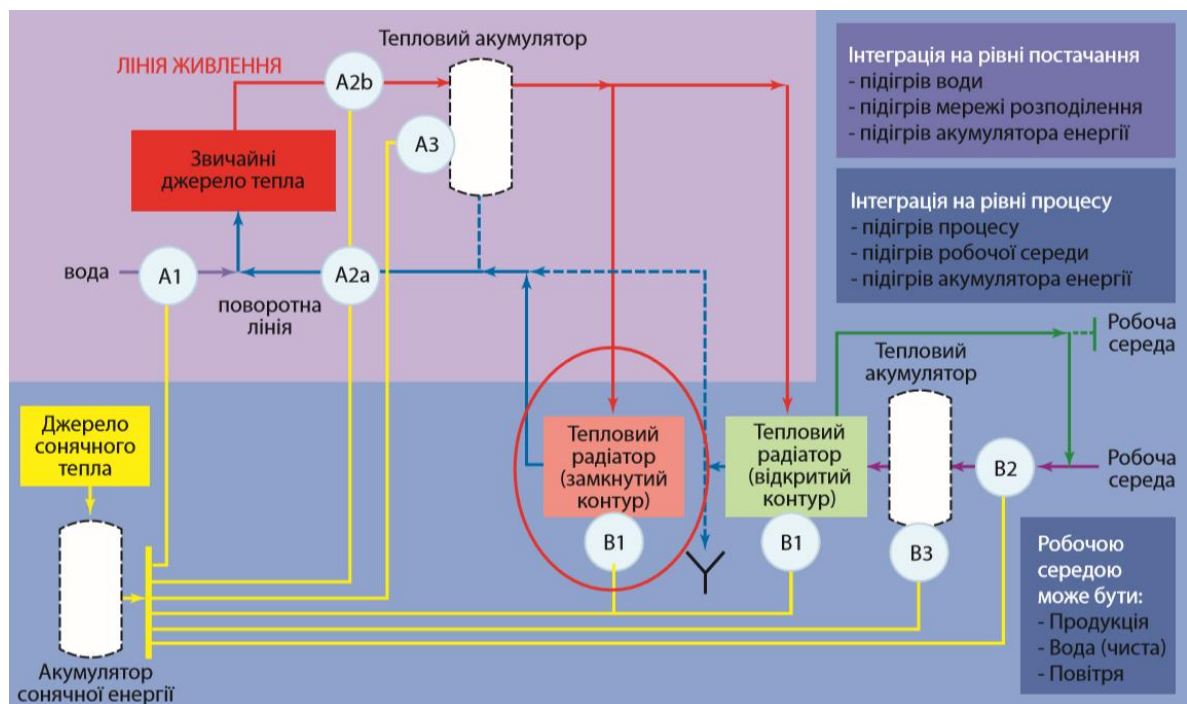 Тепловий акумулятор
ЛІНІЯ ЖИВЛЕННЯ
A2b
A3
Звичайні
джерело тепла
вода
A1
A2a
поворотна
лінія
Інтеграція на рівні постачання
- підігрів води
- підігрів мережі розподілення
- підігрів акумулятора енергії
Інтеграція на рівні процесу
- підігрів процесу
- підігрів робочої середи
- підігрів акумулятора енергії
Робоча
середа
Тепловий
акумулятор
Джерело
сонячного
тепла
Тепловий
радіатор
(замкнутий
контур)
B1
Тепловий
радіатор
(відкритий
контур)
B1
B2
B3
Робоча
середа
Робочою
середою
може бути:
- Продукція
- Вода (чиста)
- Повітря
Акумулятор
сонячної енергії